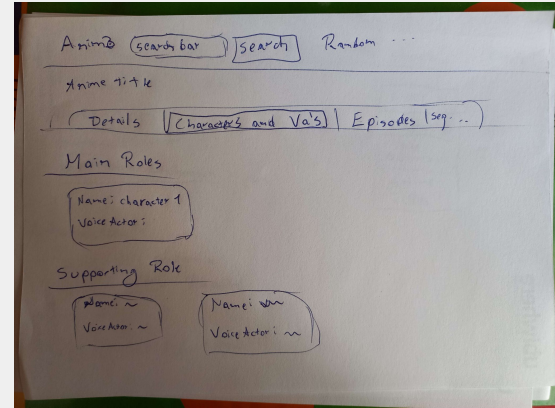 Anime search bar search Random ...
Anime Title
Details Characters and Va's Episodes seq...
Main Roles
Name: character 1
Voice Actor:
Supporting Role
Name: ~ Name: ~
Voice Actor: ~ Voice Actor: ~